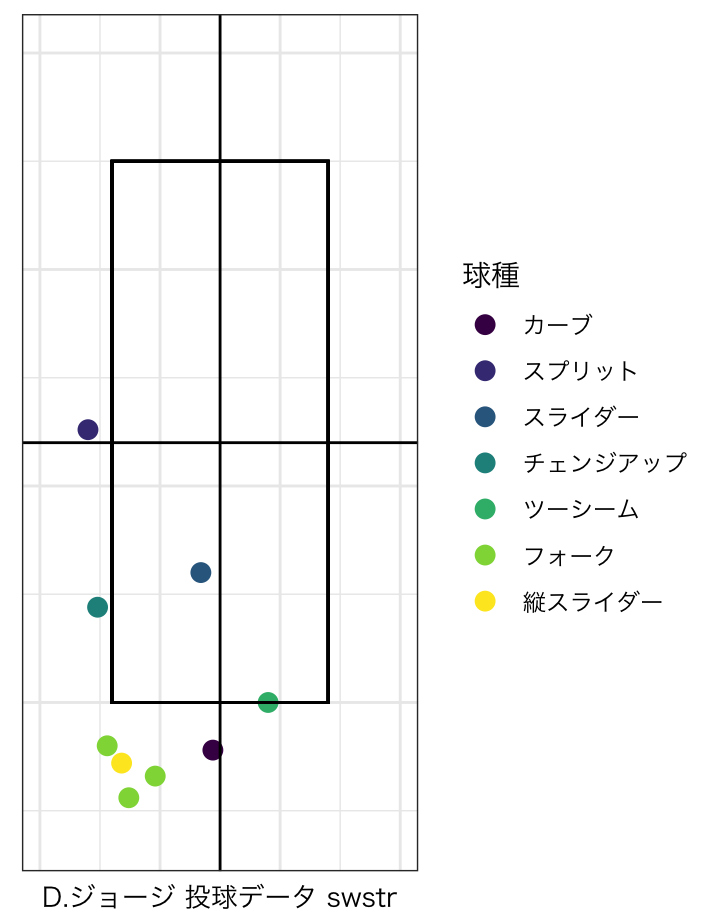 球種
カーブ
スプリット
スライダー
チェンジアップ
ツーシーム
フォーク
縦スライダー
D.ジョージ 投球データ swstr